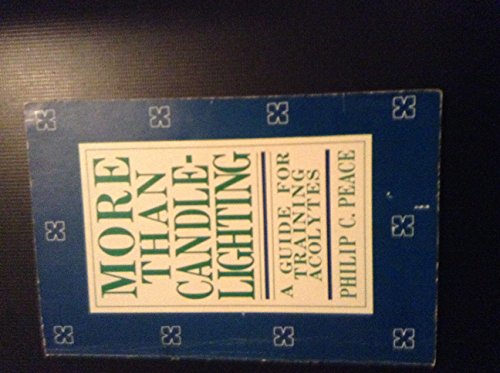 MORE
THAN
CANDLE-
LIGHTING
A GUIDE FOR
TRAINING
ACOLYTES
PHILIP C. PEACE